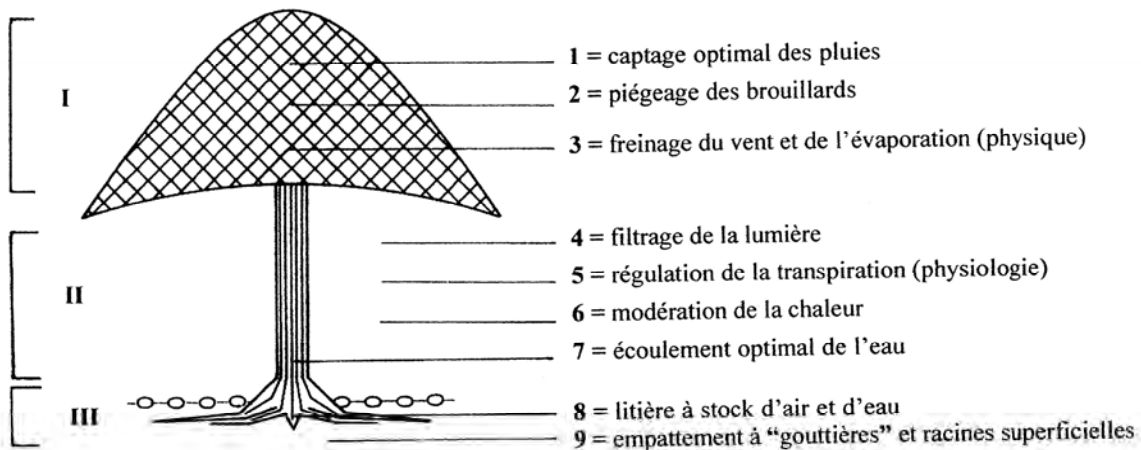 I
1 = captage optimal des pluies
2 = piégeage des brouillards
3 = freinage du vent et de l'évaporation (physique)
II
4 = filtrage de la lumière
5 = régulation de la transpiration (physiologie)
6 = modération de la chaleur
7 = écoulement optimal de l'eau
III
8 = litière à stock d'air et d'eau
9 = empattement à "gouttières" et racines superficielles